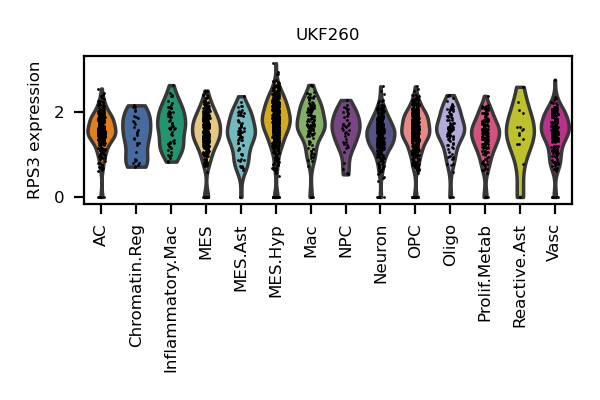 UKF260
RPS3 expression
2
0
AC
Chromatin.Reg
Inflammatory.Mac
MES
MES.Ast
MES.Hyp
Mac
NPC
Neuron
OPC
Oligo
Prolif.Metab
Reactive.Ast
Vasc